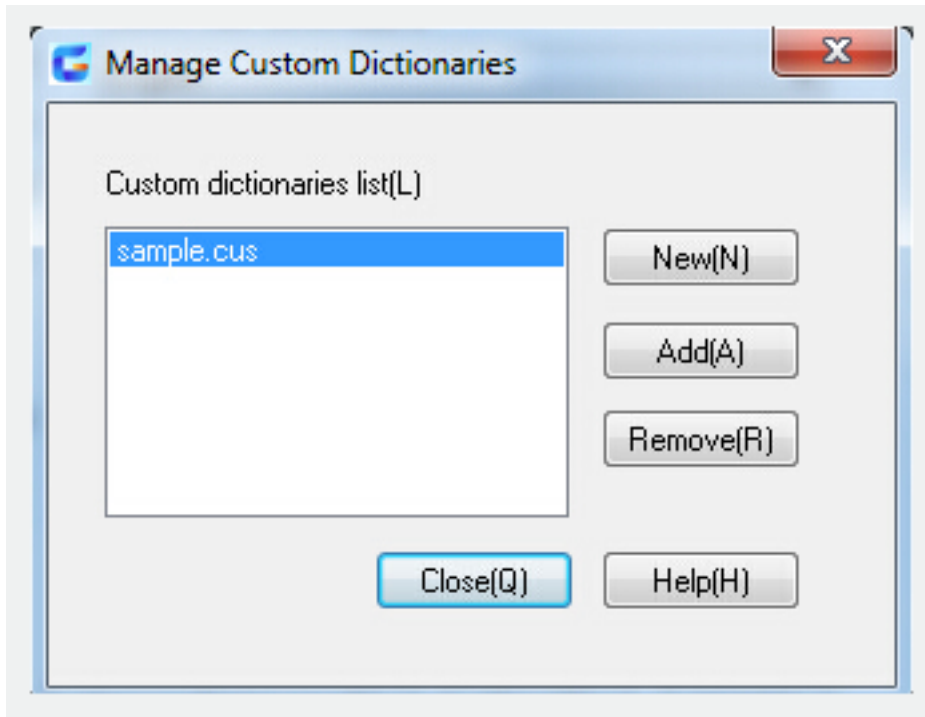 Manage Custom Dictionaries
Custom dictionaries list(L)
sample.cus
New(N)
Add(A)
Remove(R)
Close(Q)
Help(H)